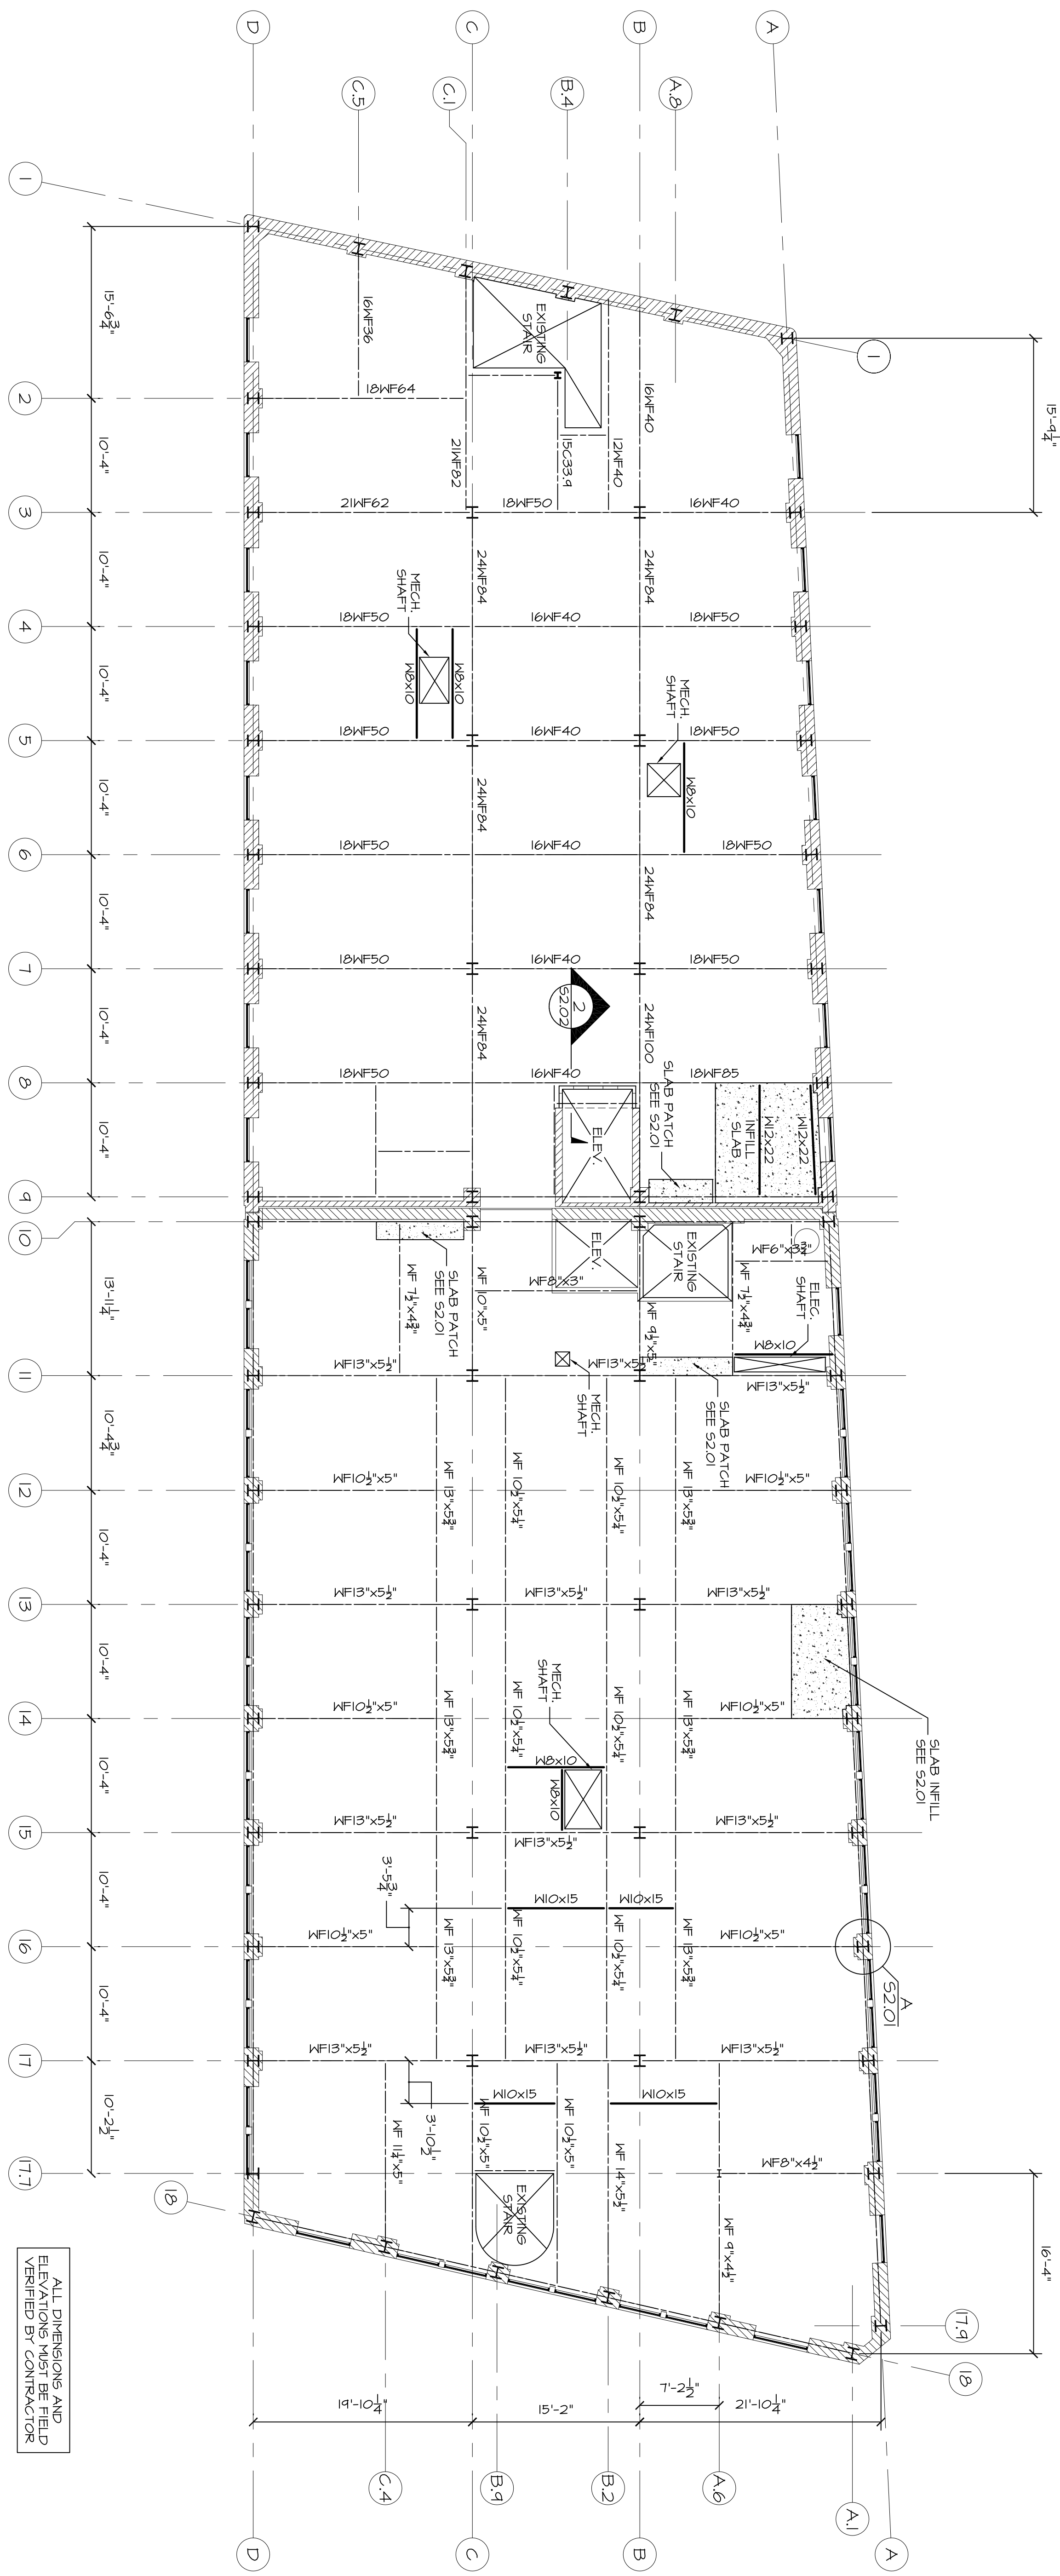 D
C
B
A
C.5
C.1
B.4
A.8
1
1
15'-9¼"
15'-6¾"
EXISTING
STAIR
16WF36
18WF64
16WF40
2
10'-4"
21WF82
15C33.9
12WF40
3
21WF62
18WF50
16WF40
10'-4"
24WF84
24WF84
MECH.
SHAFT
4
18WF50
16WF40
18WF50
10'-4"
W8x10
W8x10
MECH.
SHAFT
5
18WF50
16WF40
18WF50
10'-4"
24WF84
W8x10
6
18WF50
16WF40
18WF50
10'-4"
24WF84
7
18WF50
16WF40
18WF50
10'-4"
2
S2.02
24WF84
24WF100
8
18WF50
16WF40
18WF85
SLAB PATCH
SEE S2.01
10'-4"
ELEV.
INFILL
SLAB
W12x22
W12x22
9
10
13'-11¼"
SLAB PATCH
SEE S2.01
WF 7½"x4¾"
WF 10"x5"
WF8"x3"
ELEV.
EXISTING
STAIR
WF6"x3½"
WF 7½"x4¾"
WF 9½"x5"
ELEC.
SHAFT
W8x10
11
WF13"x5½"
WF13"x5½"
WF13"x5½"
MECH.
SHAFT
SLAB PATCH
SEE S2.01
10'-4¾"
WF 13"x5¾"
WF 10½"x5¼"
WF 10½"x5¼"
WF 13"x5¾"
12
WF10½"x5"
WF10½"x5"
10'-4"
13
WF13"x5½"
WF13"x5½"
WF13"x5½"
10'-4"
14
WF10½"x5"
WF10½"x5"
WF 13"x5¾"
WF 10½"x5¼"
WF 10½"x5¼"
WF 13"x5¾"
MECH.
SHAFT
SLAB INFILL
SEE S2.01
10'-4"
W8x10
W8x10
15
WF13"x5½"
WF13"x5½"
WF13"x5½"
10'-4"
3'-5¾"
W10x15
W10x15
16
WF10½"x5"
WF10½"x5"
WF 13"x5¾"
WF 10½"x5¼"
WF 10½"x5¼"
WF 13"x5¾"
A
S2.01
10'-4"
17
WF13"x5½"
WF13"x5½"
WF13"x5½"
10'-2½"
3'-10½"
W10x15
W10x15
WF 11¼"x5"
WF 10½"x5"
WF 10½"x5"
WF 14"x5½"
WF8"x4½"
WF 9"x4½"
17.7
18
EXISTING
STAIR
16'-4"
17.9
18
19'-10¼"
15'-2"
7'-2½"
21'-10¼"
C.4
B.9
B.2
A.6
A.1
D
C
B
A
ALL DIMENSIONS AND
ELEVATIONS MUST BE FIELD
VERIFIED BY CONTRACTOR